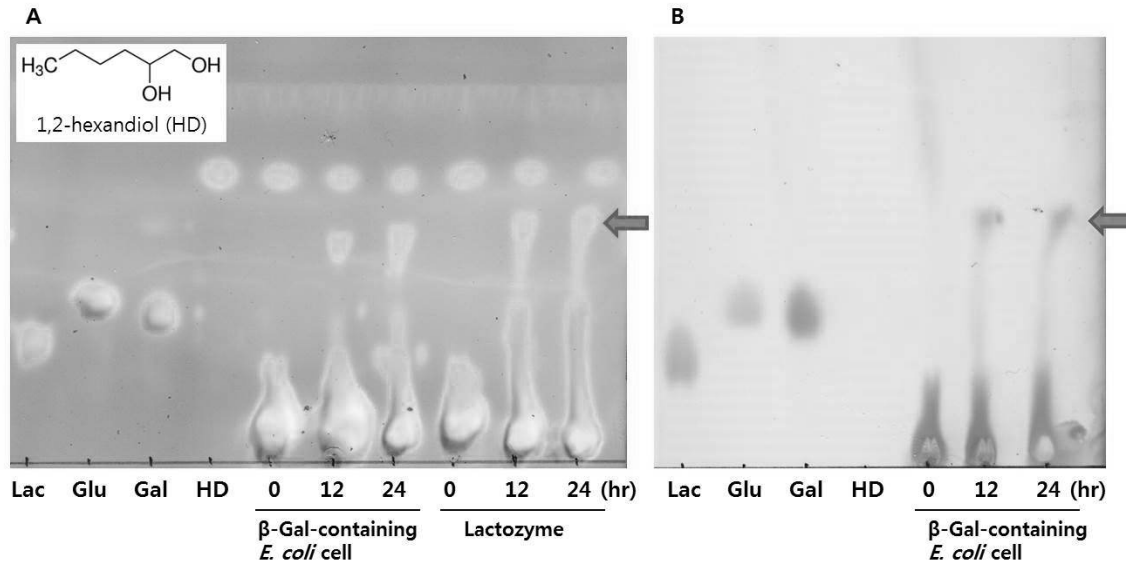 A
H₃C
OH
OH
1,2-hexandiol (HD)
Lac Glu Gal HD 0 12 24 0 12 24 (hr)
β-Gal-containing
E. coli cell
Lactozyme
B
Lac Glu Gal HD 0 12 24 (hr)
β-Gal-containing
E. coli cell